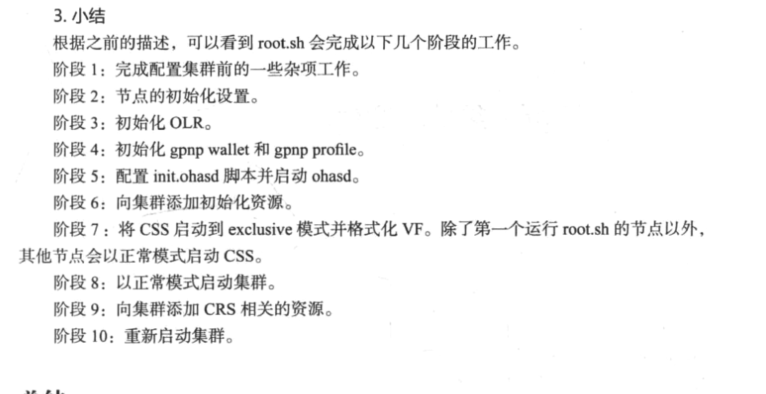 3. 小结
根据之前的描述，可以看到 root.sh 会完成以下几个阶段的工作。
阶段 1：完成配置集群前的一些杂项工作。
阶段 2：节点的初始化设置。
阶段 3：初始化 OLR。
阶段 4：初始化 gpnp wallet 和 gpnp profile。
阶段 5：配置 init.ohasd 脚本并启动 ohasd。
阶段 6：向集群添加初始化资源。
阶段 7：将 CSS 启动到 exclusive 模式并格式化 VF。除了第一个运行 root.sh 的节点以外，
其他节点会以正常模式启动 CSS。
阶段 8：以正常模式启动集群。
阶段 9：向集群添加 CRS 相关的资源。
阶段 10：重新启动集群。